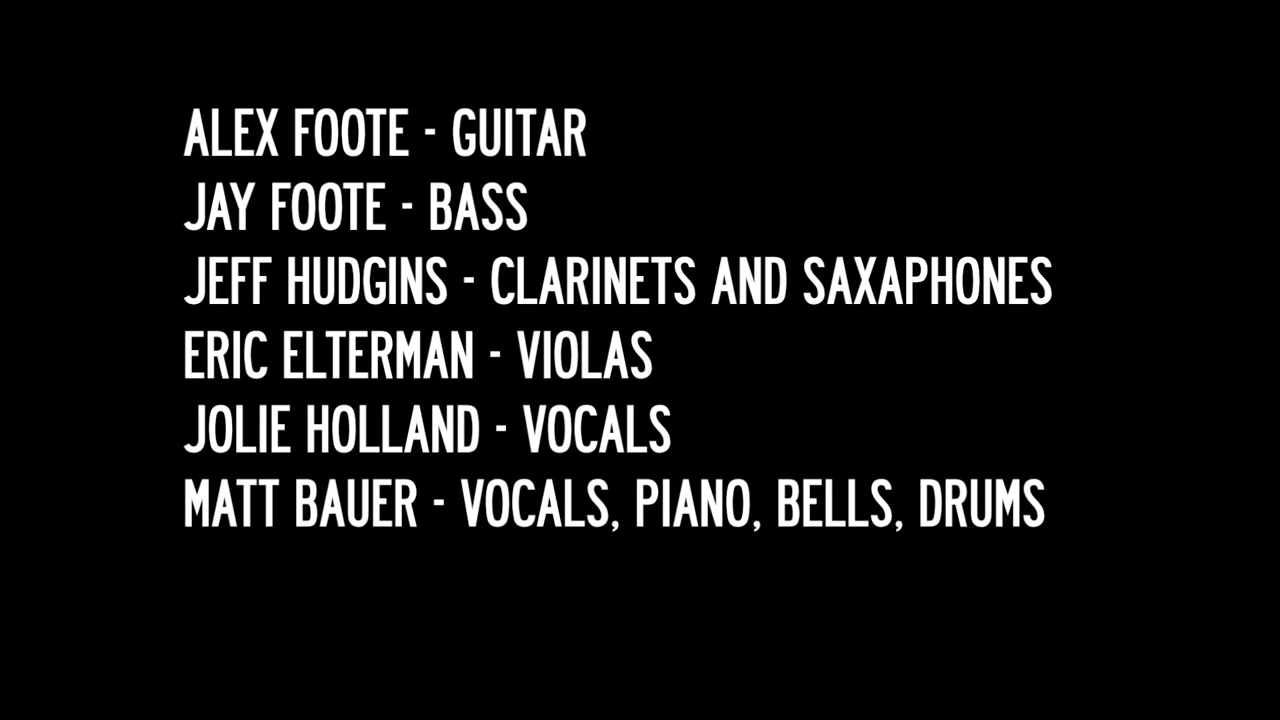 ALEX FOOTE - GUITAR
JAY FOOTE - BASS
JEFF HUDGINS - CLARINETS AND SAXAPHONES
ERIC ELTERMAN - VIOLAS
JOLIE HOLLAND - VOCALS
MATT BAUER - VOCALS, PIANO, BELLS, DRUMS